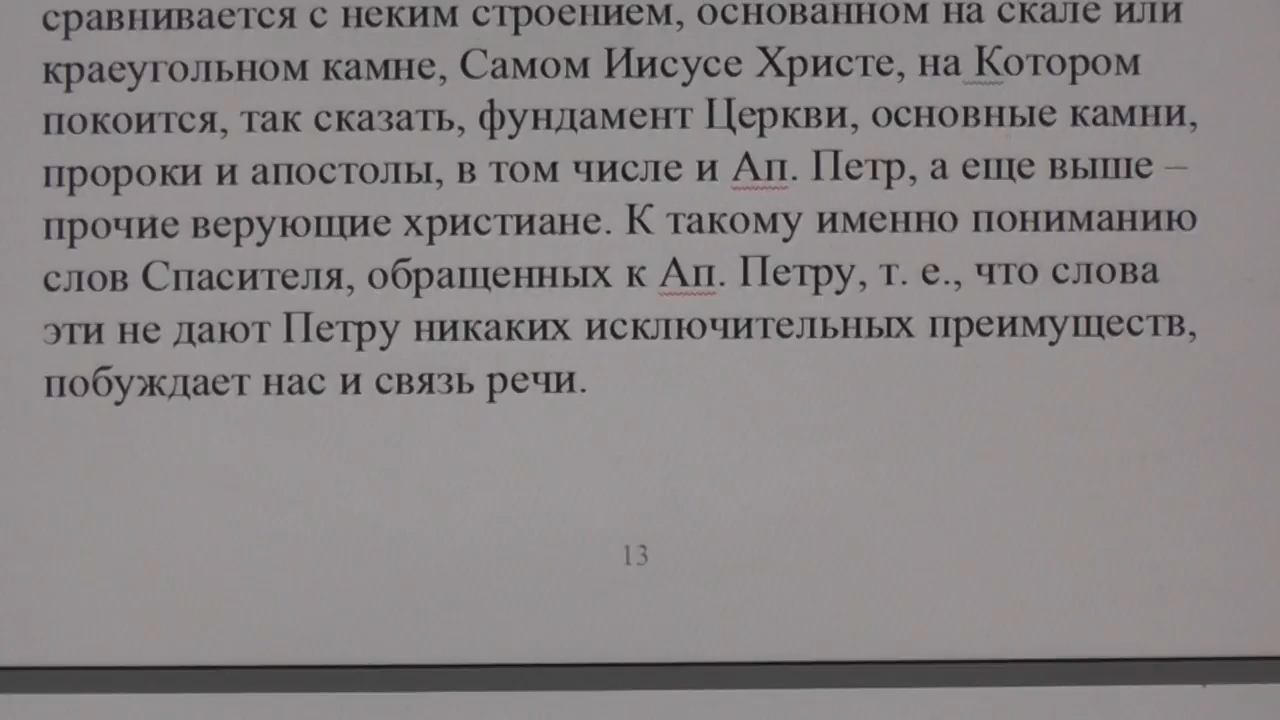 сравнивается с неким строением, основанном на скале или
краеугольном камне, Самом Иисусе Христе, на Котором
покоится, так сказать, фундамент Церкви, основные камни,
пророки и апостолы, в том числе и Ап. Петр, а еще выше –
прочие верующие христиане. К такому именно пониманию
слов Спасителя, обращенных к Ап. Петру, т. е., что слова
эти не дают Петру никаких исключительных преимуществ,
побуждает нас и связь речи.
13